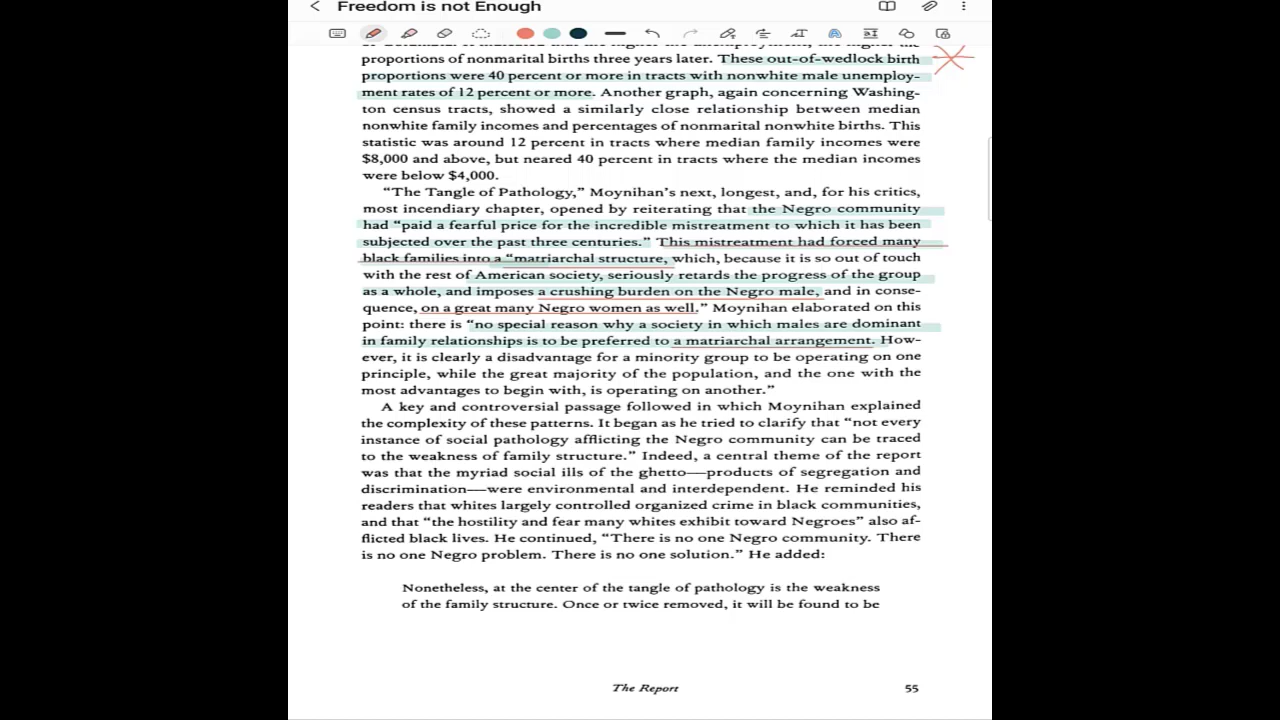 Freedom is not Enough
proportions of nonmarital births three years later. These out-of-wedlock birth
proportions were 40 percent or more in tracts with nonwhite male unemploy-
ment rates of 12 percent or more. Another graph, again concerning Washing-
ton census tracts, showed a similarly close relationship between median
nonwhite family incomes and percentages of nonmarital nonwhite births. This
statistic was around 12 percent in tracts where median family incomes were
$8,000 and above, but neared 40 percent in tracts where the median incomes
were below $4,000.
“The Tangle of Pathology,” Moynihan’s next, longest, and, for his critics,
most incendiary chapter, opened by reiterating that the Negro community
had “paid a fearful price for the incredible mistreatment to which it has been
subjected over the past three centuries.” This mistreatment had forced many
black families into a “matriarchal structure, which, because it is so out of touch
with the rest of American society, seriously retards the progress of the group
as a whole, and imposes a crushing burden on the Negro male, and in conse-
quence, on a great many Negro women as well.” Moynihan elaborated on this
point: there is “no special reason why a society in which males are dominant
in family relationships is to be preferred to a matriarchal arrangement. How-
ever, it is clearly a disadvantage for a minority group to be operating on one
principle, while the great majority of the population, and the one with the
most advantages to begin with, is operating on another.”
A key and controversial passage followed in which Moynihan explained
the complexity of these patterns. It began as he tried to clarify that “not every
instance of social pathology afflicting the Negro community can be traced
to the weakness of family structure.” Indeed, a central theme of the report
was that the myriad social ills of the ghetto—products of segregation and
discrimination—were environmental and interdependent. He reminded his
readers that whites largely controlled organized crime in black communities,
and that “the hostility and fear many whites exhibit toward Negroes” also af-
flicted black lives. He continued, “There is no one Negro community. There
is no one Negro problem. There is no one solution.” He added:
Nonetheless, at the center of the tangle of pathology is the weakness
of the family structure. Once or twice removed, it will be found to be
The Report 55